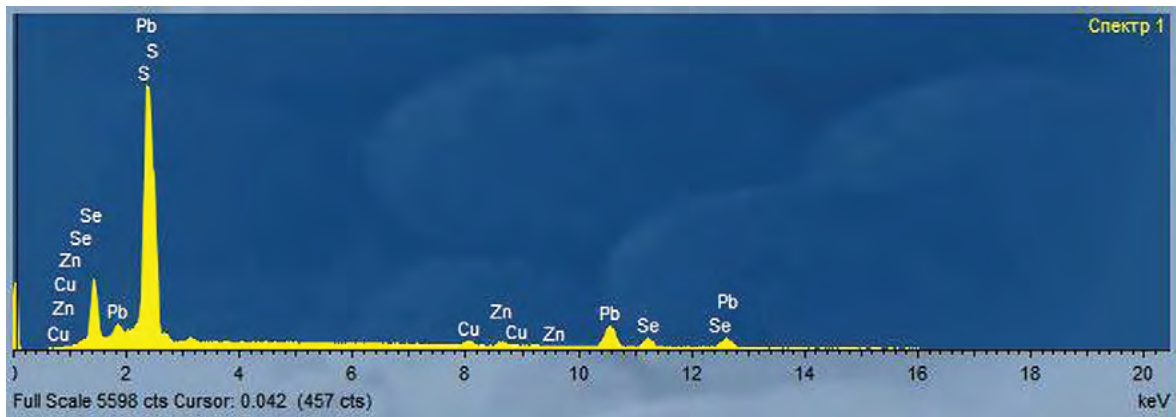 Pb
Спектр 1
S
S
Se
Se
Zn
Cu
Zn
Cu
Pb
Cu
Zn
Cu
Zn
Pb
Se
Pb
Se
0 2 4 6 8 10 12 14 16 18 20
Full Scale 5598 cts Cursor: 0.042 (457 cts) keV